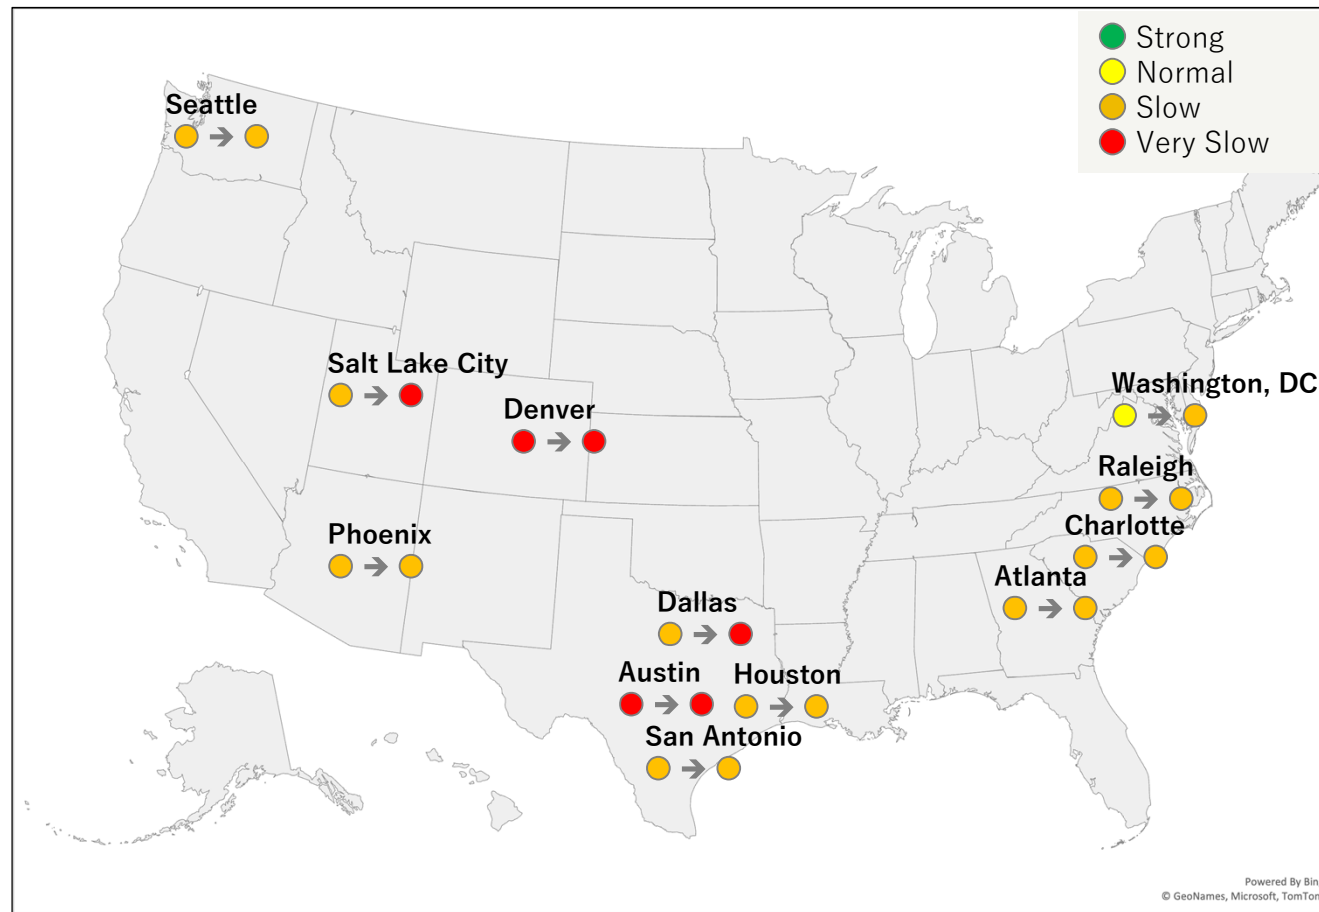 Strong
Normal
Slow
Very Slow
Seattle
Salt Lake City
Denver
Washington, DC
Raleigh
Phoenix
Charlotte
Atlanta
Dallas
Austin
Houston
San Antonio
Powered By Bin
© GeoNames, Microsoft, TomTom